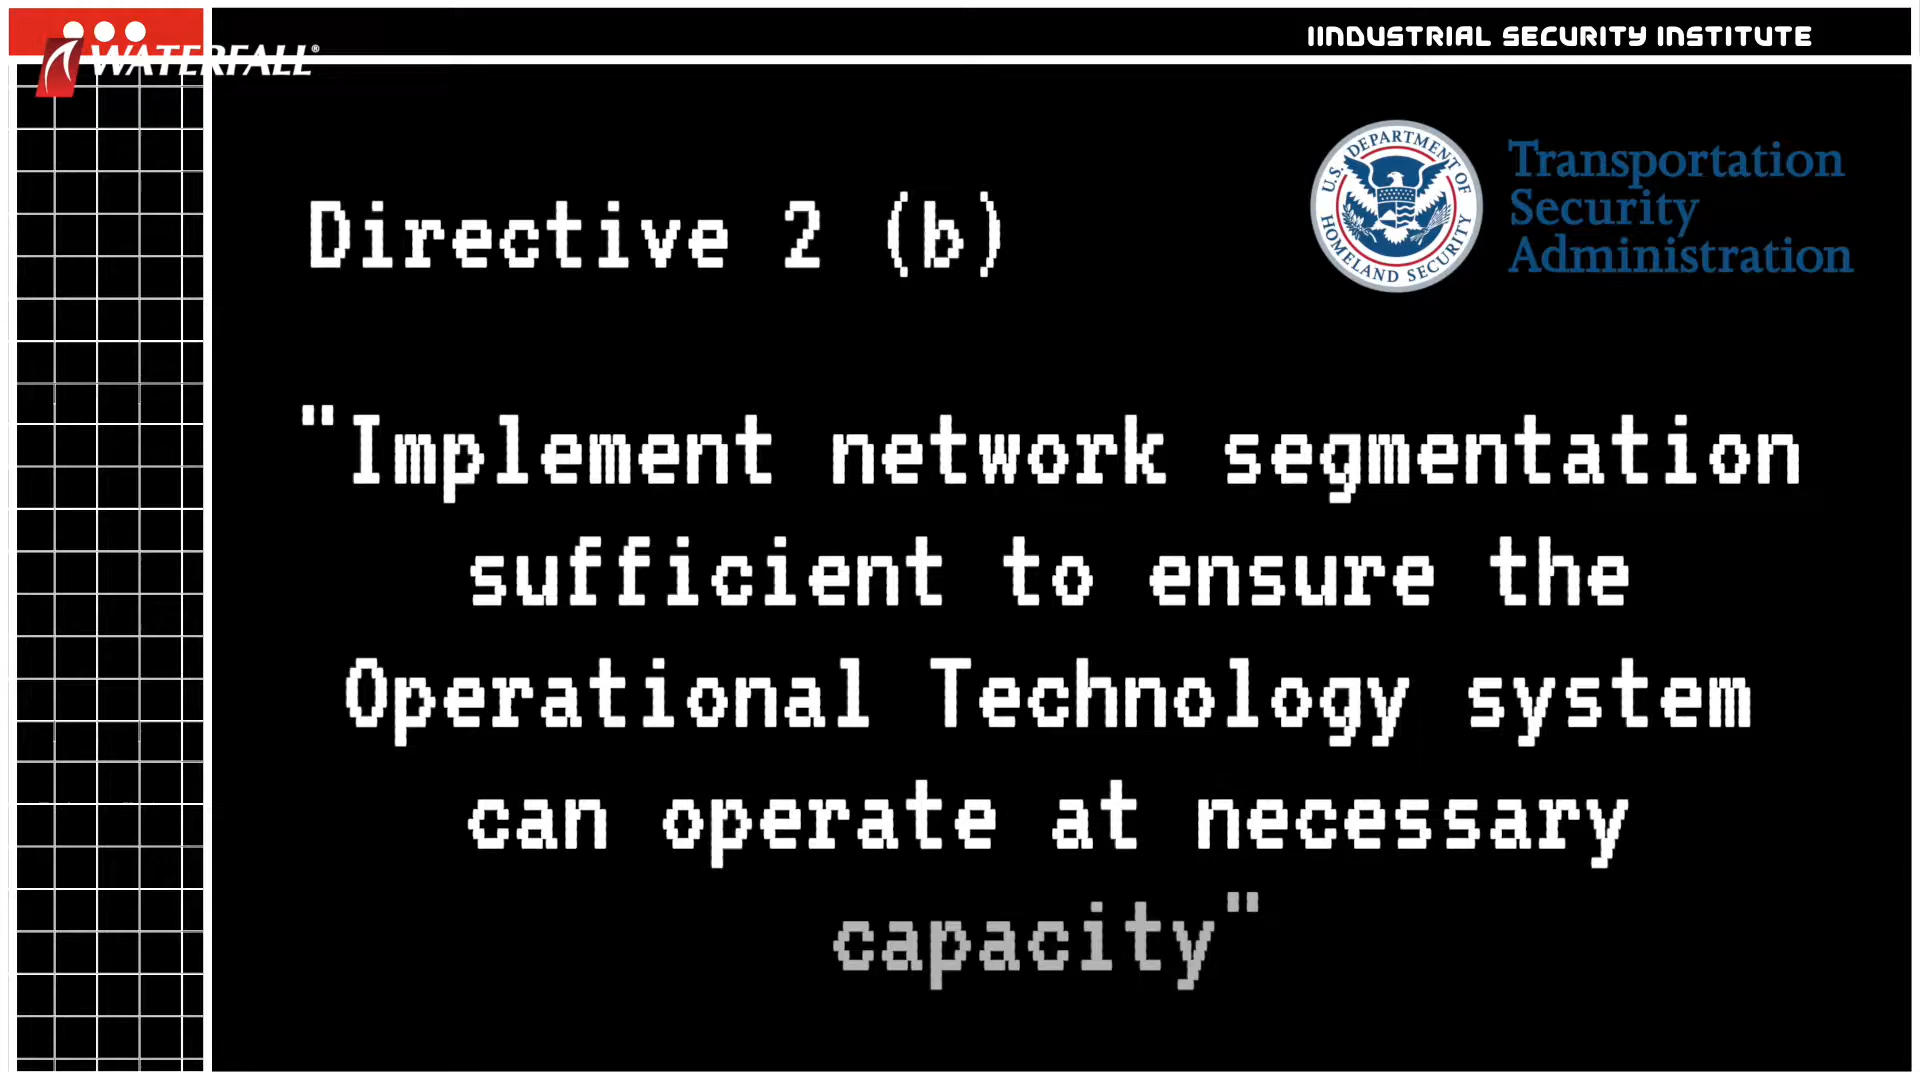 WATERFALL®
IINDUSTRIAL SECURITY INSTITUTE
U.S. DEPARTMENT OF HOMELAND SECURITY
Transportation
Security
Administration
Directive 2 (b)
"Implement network segmentation
sufficient to ensure the
Operational Technology system
can operate at necessary
capacity"